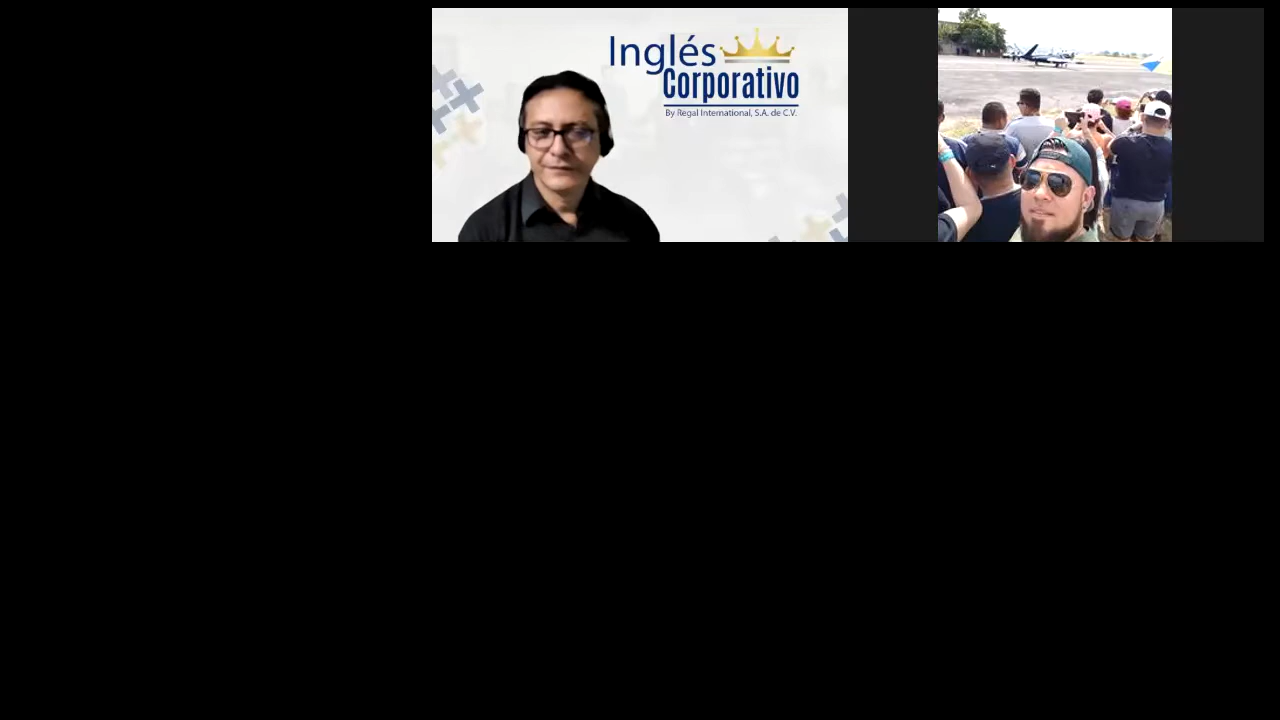 Inglés
Corporativo
By Regal International, S.A. de C.V.